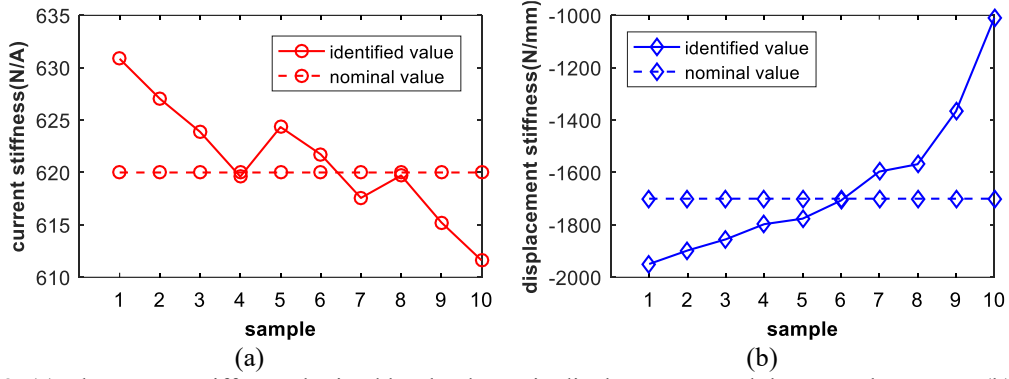 635
630
625
620
615
610
current stiffness(N/A)
identified value
nominal value
1 2 3 4 5 6 7 8 9 10
sample
(a)
-1000
-1200
-1400
-1600
-1800
-2000
displacement stiffness(N/mm)
identified value
nominal value
1 2 3 4 5 6 7 8 9 10
sample
(b)